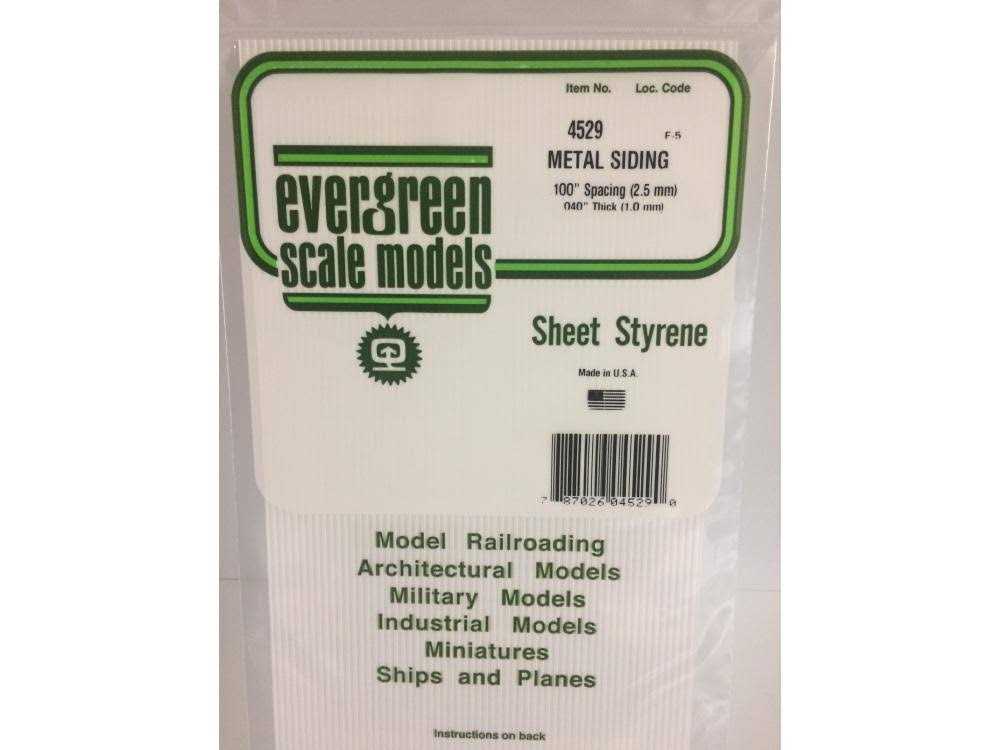 Item No. Loc. Code
4529 F-5
METAL SIDING
100" Spacing (2.5 mm)
040" Thick (1.0 mm)
evergreen
scale models
Sheet Styrene
Made in U.S.A.
7 87026 04529 0
Model Railroading
Architectural Models
Military Models
Industrial Models
Miniatures
Ships and Planes
Instructions on back